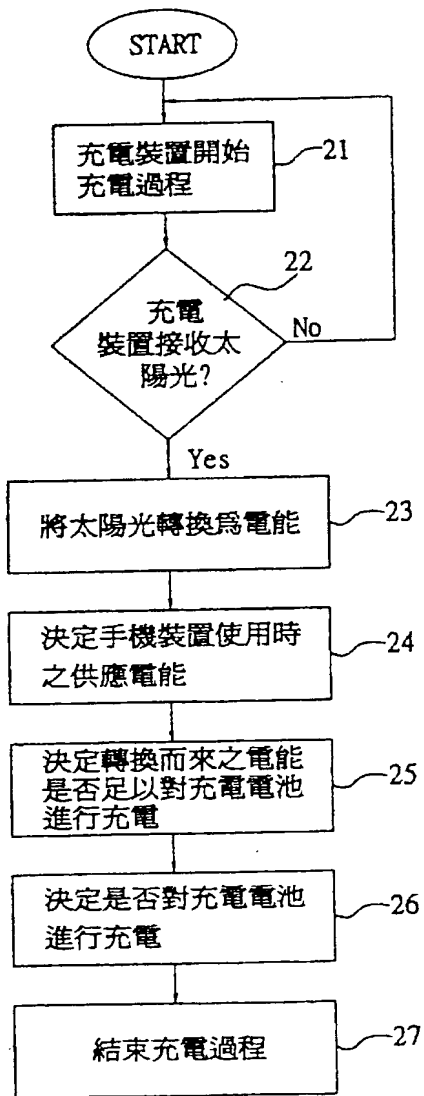 START
充電裝置開始
充電過程
21
22
充電
裝置接收太
陽光?
No
Yes
將太陽光轉換爲電能
23
決定手機裝置使用時
之供應電能
24
決定轉換而來之電能
是否足以對充電電池
進行充電
25
決定是否對充電電池
進行充電
26
結束充電過程
27